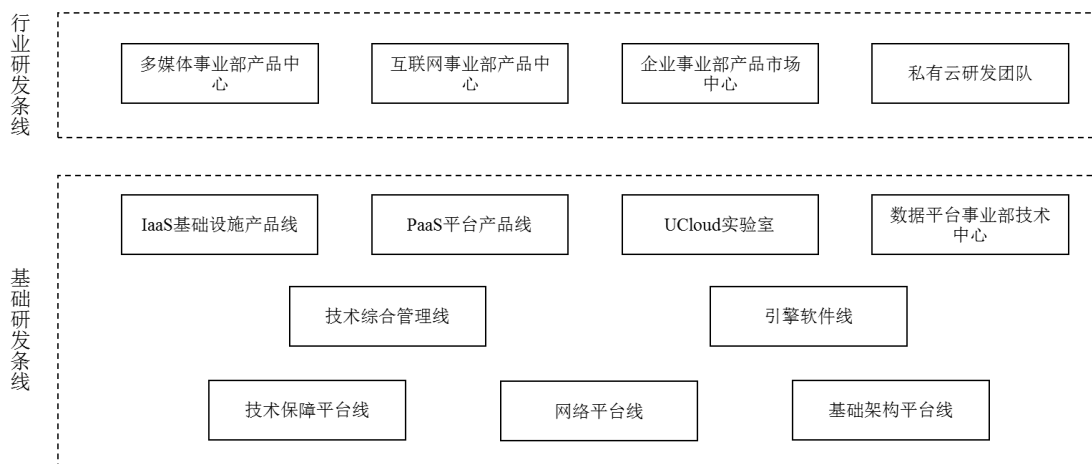 行业研发条线
多媒体事业部产品中
心
互联网事业部产品中
心
企业事业部产品市场
中心
私有云研发团队
基础研发条线
IaaS基础设施产品线
PaaS平台产品线
UCloud实验室
数据平台事业部技术
中心
技术综合管理线
引擎软件线
技术保障平台线
网络平台线
基础架构平台线